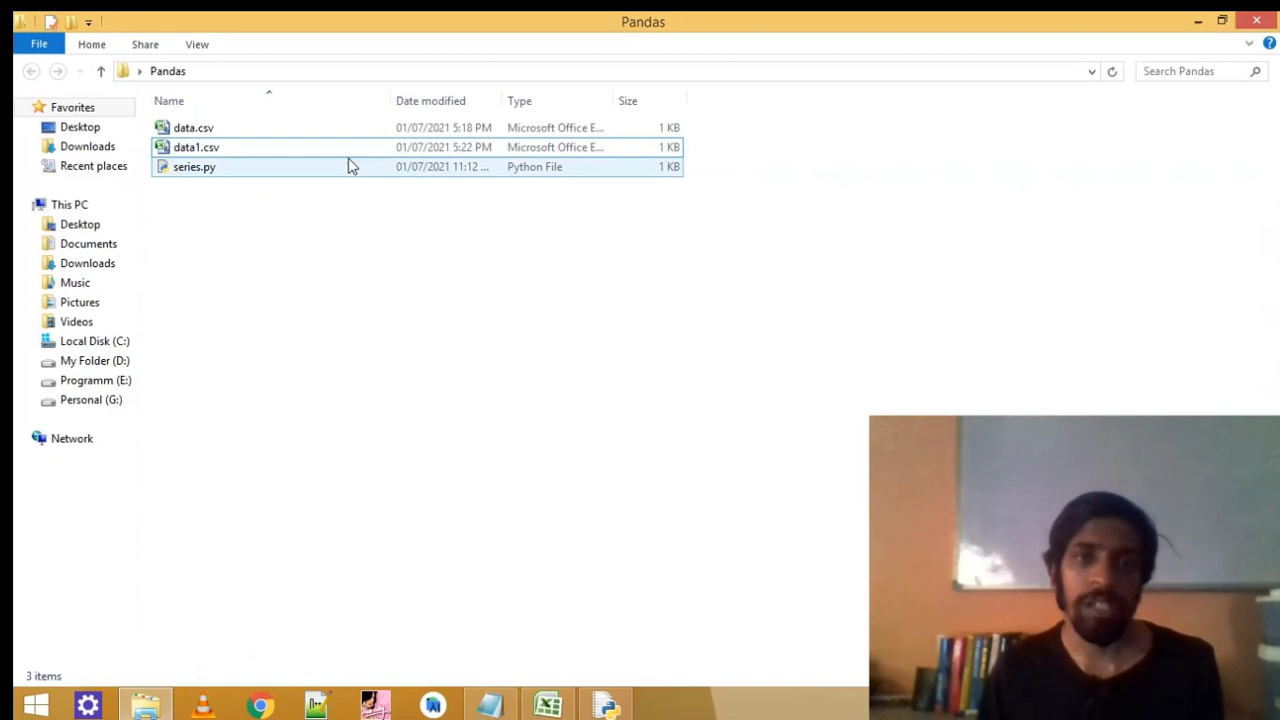 Pandas
File Home Share View
Pandas Search Pandas
Name Date modified Type Size
Favorites
Desktop
Downloads
Recent places
This PC
Desktop
Documents
Downloads
Music
Pictures
Videos
Local Disk (C:)
My Folder (D:)
Programm (E:)
Personal (G:)
Network
data.csv 01/07/2021 5:18 PM Microsoft Office E... 1 KB
data1.csv 01/07/2021 5:22 PM Microsoft Office E... 1 KB
series.py 01/07/2021 11:12 ... Python File 1 KB
3 items